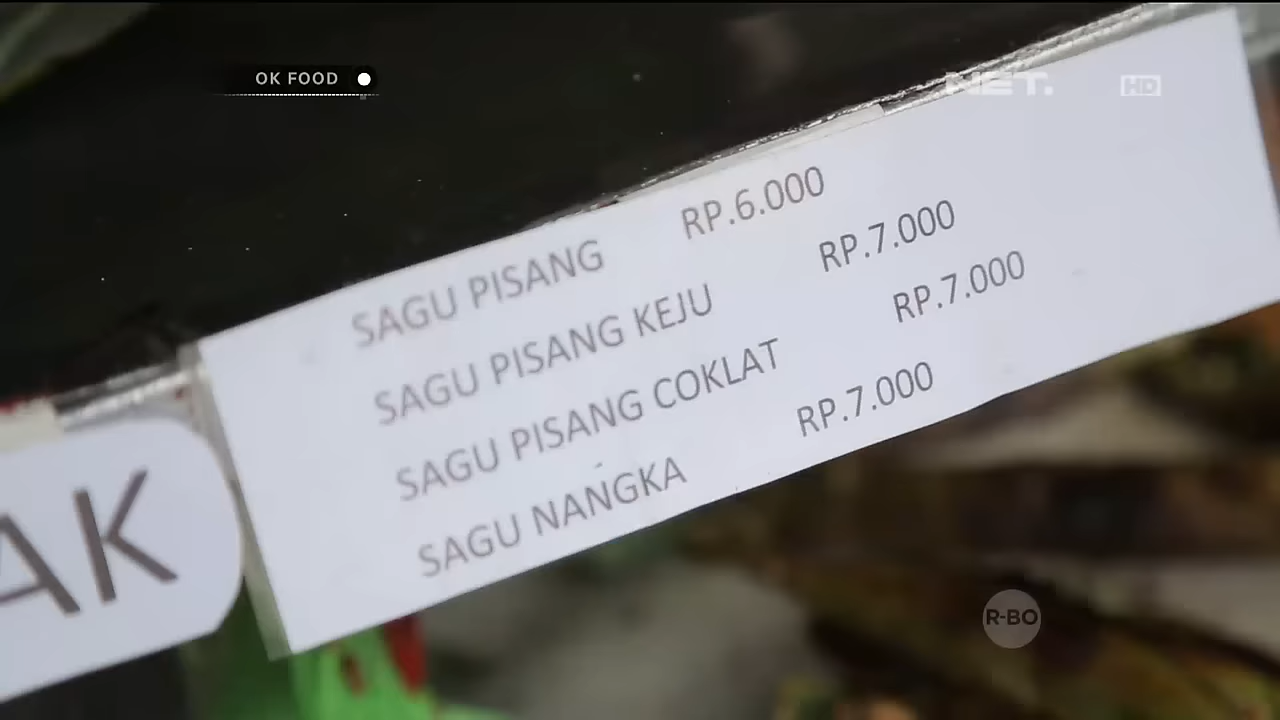 OK FOOD
NET.
HD
SAGU PISANG RP.6.000
SAGU PISANG KEJU RP.7.000
SAGU PISANG COKLAT RP.7.000
SAGU NANGKA RP.7.000
AK
R-BO